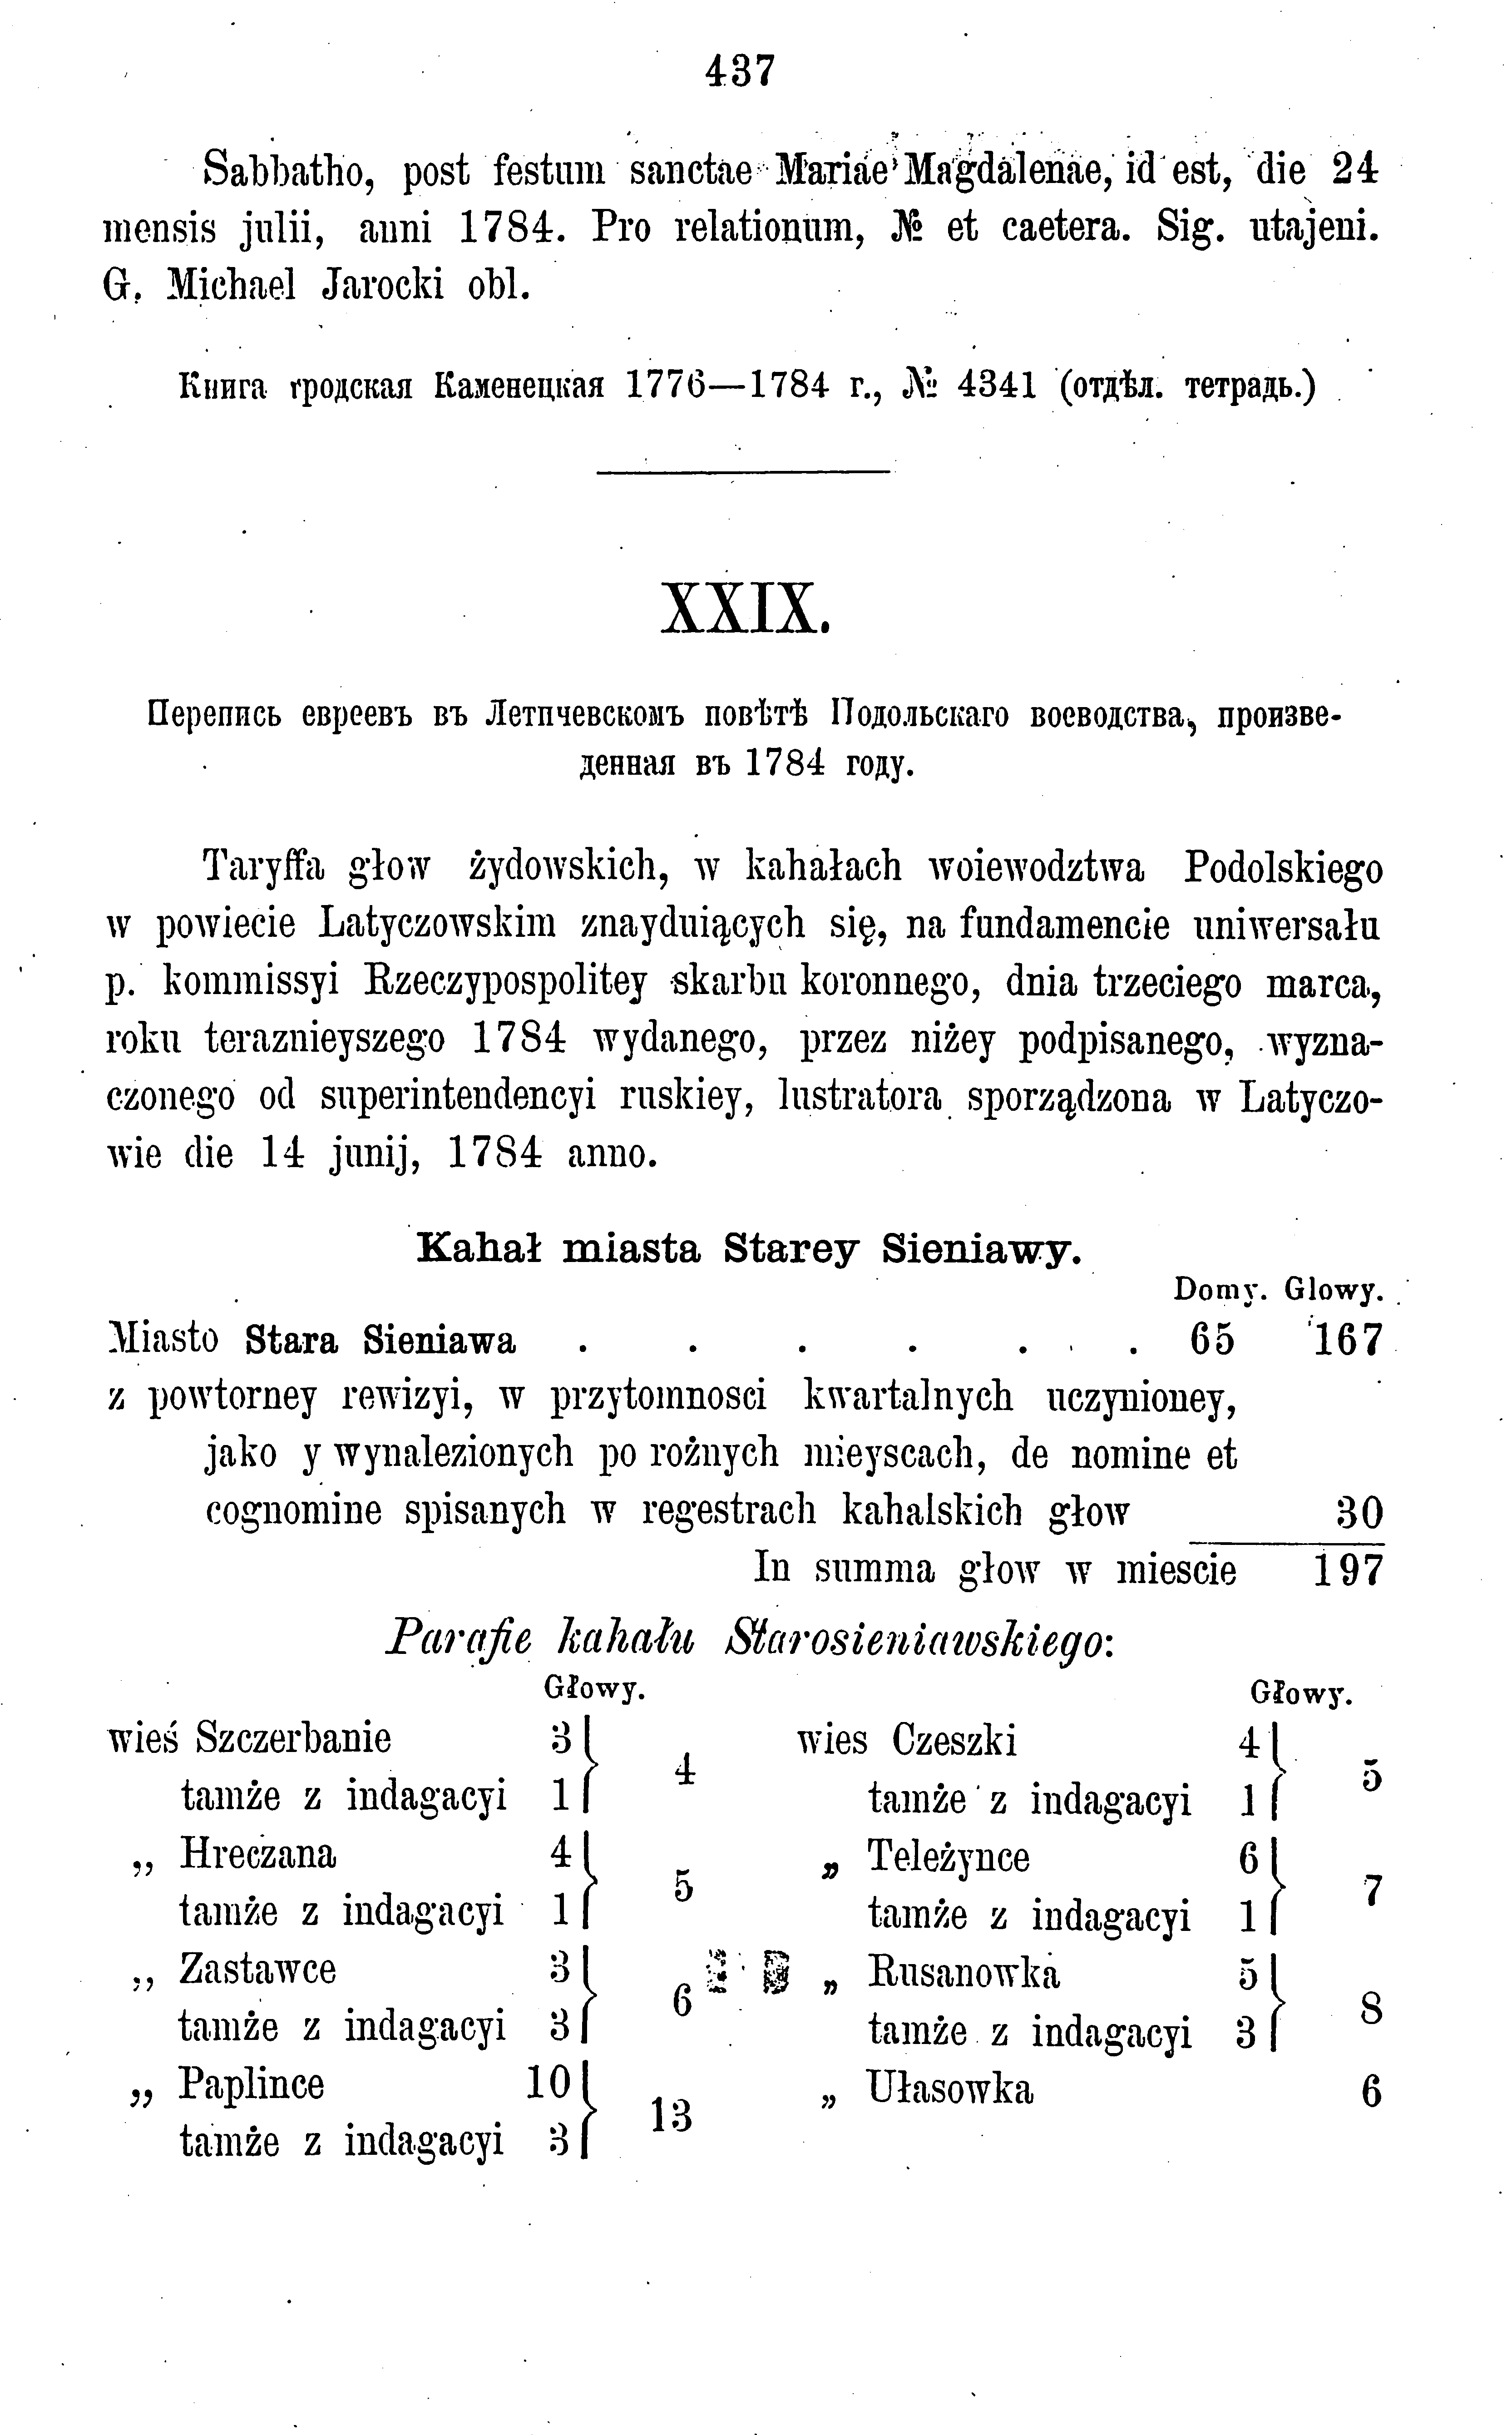 437
Sabbatho, post festum sanctae Mariae Magdalenae, id est, die 24
mensis julii, anni 1784. Pro relationum, № et caetera. Sig. utajeni.
G. Michael Jarocki obl.
Книга гродская Каменецкая 1776—1784 г., № 4341 (отдѣл. тетрадь.)
XXIX.
Перепись евреевъ въ Летичевскомъ повѣтѣ Подольскаго воеводства, произве-
денная въ 1784 году.
Taryffa głow żydowskich, w kahałach woiewodztwa Podolskiego
w powiecie Latyczowskim znayduiących się, na fundamencie uniwersału
p. kommissyi Rzeczypospolitey skarbu koronnego, dnia trzeciego marca,
roku teraznieyszego 1784 wydanego, przez niżey podpisanego, wyzna-
czonego od superintendencyi ruskiey, lustratora sporządzona w Latyczo-
wie die 14 junij, 1784 anno.
Kahał miasta Starey Sieniawy.
Domy. Glowy.
Miasto Stara Sieniawa . . . . . . 65 167
z powtorney rewizyi, w przytomnosci kwartalnych uczynioney,
jako y wynalezionych po rożnych mieyscach, de nomine et
cognomine spisanych w regestrach kahalskich głow 30
In summa głow w miescie 197
Parafie kahału Starosieniawskiego:
Głowy. Głowy.
wieś Szczerbanie 3 } 4 wies Czeszki 4 } 5
tamże z indagacyi 1 tamże z indagacyi 1
„ Hreczana 4 } 5 „ Teleżynce 6 } 7
tamże z indagacyi 1 tamże z indagacyi 1
„ Zastawce 3 } 6 „ Rusanowka 5 } 8
tamże z indagacyi 3 tamże z indagacyi 3
„ Paplince 10 } 13 „ Ułasowka 6
tamże z indagacyi 3